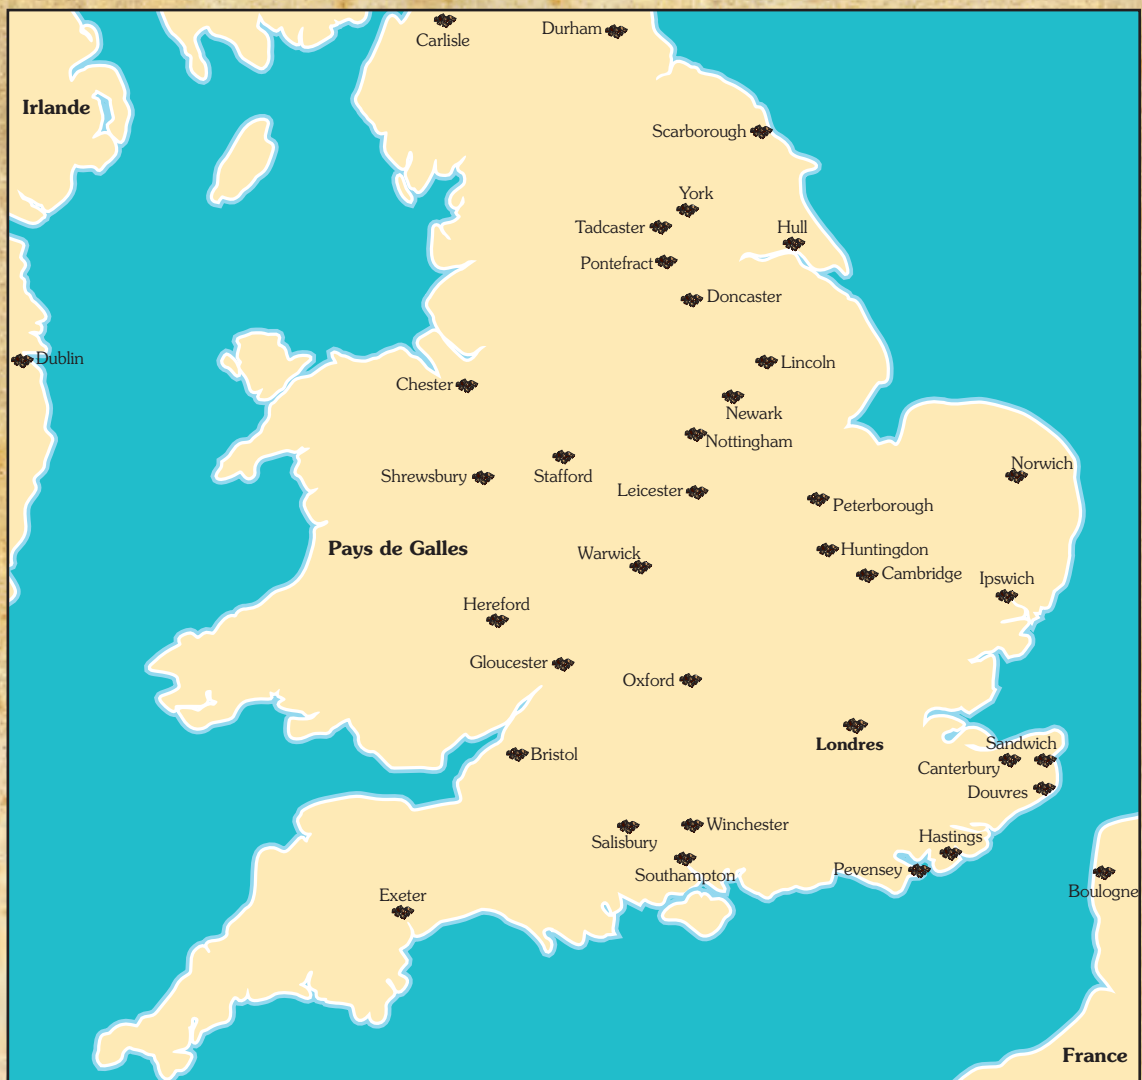 Carlisle
Durham
Irlande
Scarborough
York
Tadcaster
Hull
Pontefract
Doncaster
Dublin
Lincoln
Chester
Newark
Nottingham
Norwich
Shrewsbury
Stafford
Leicester
Peterborough
Pays de Galles
Warwick
Huntingdon
Cambridge
Ipswich
Hereford
Gloucester
Oxford
Londres
Sandwich
Bristol
Canterbury
Douvres
Winchester
Salisbury
Hastings
Southampton
Pevensey
Boulogne
Exeter
France